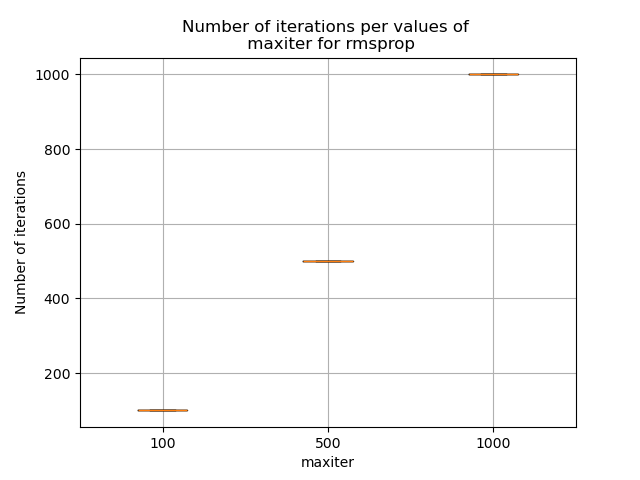 Number of iterations per values of
maxiter for rmsprop
1000
800
600
400
200
Number of iterations
100
500
1000
maxiter